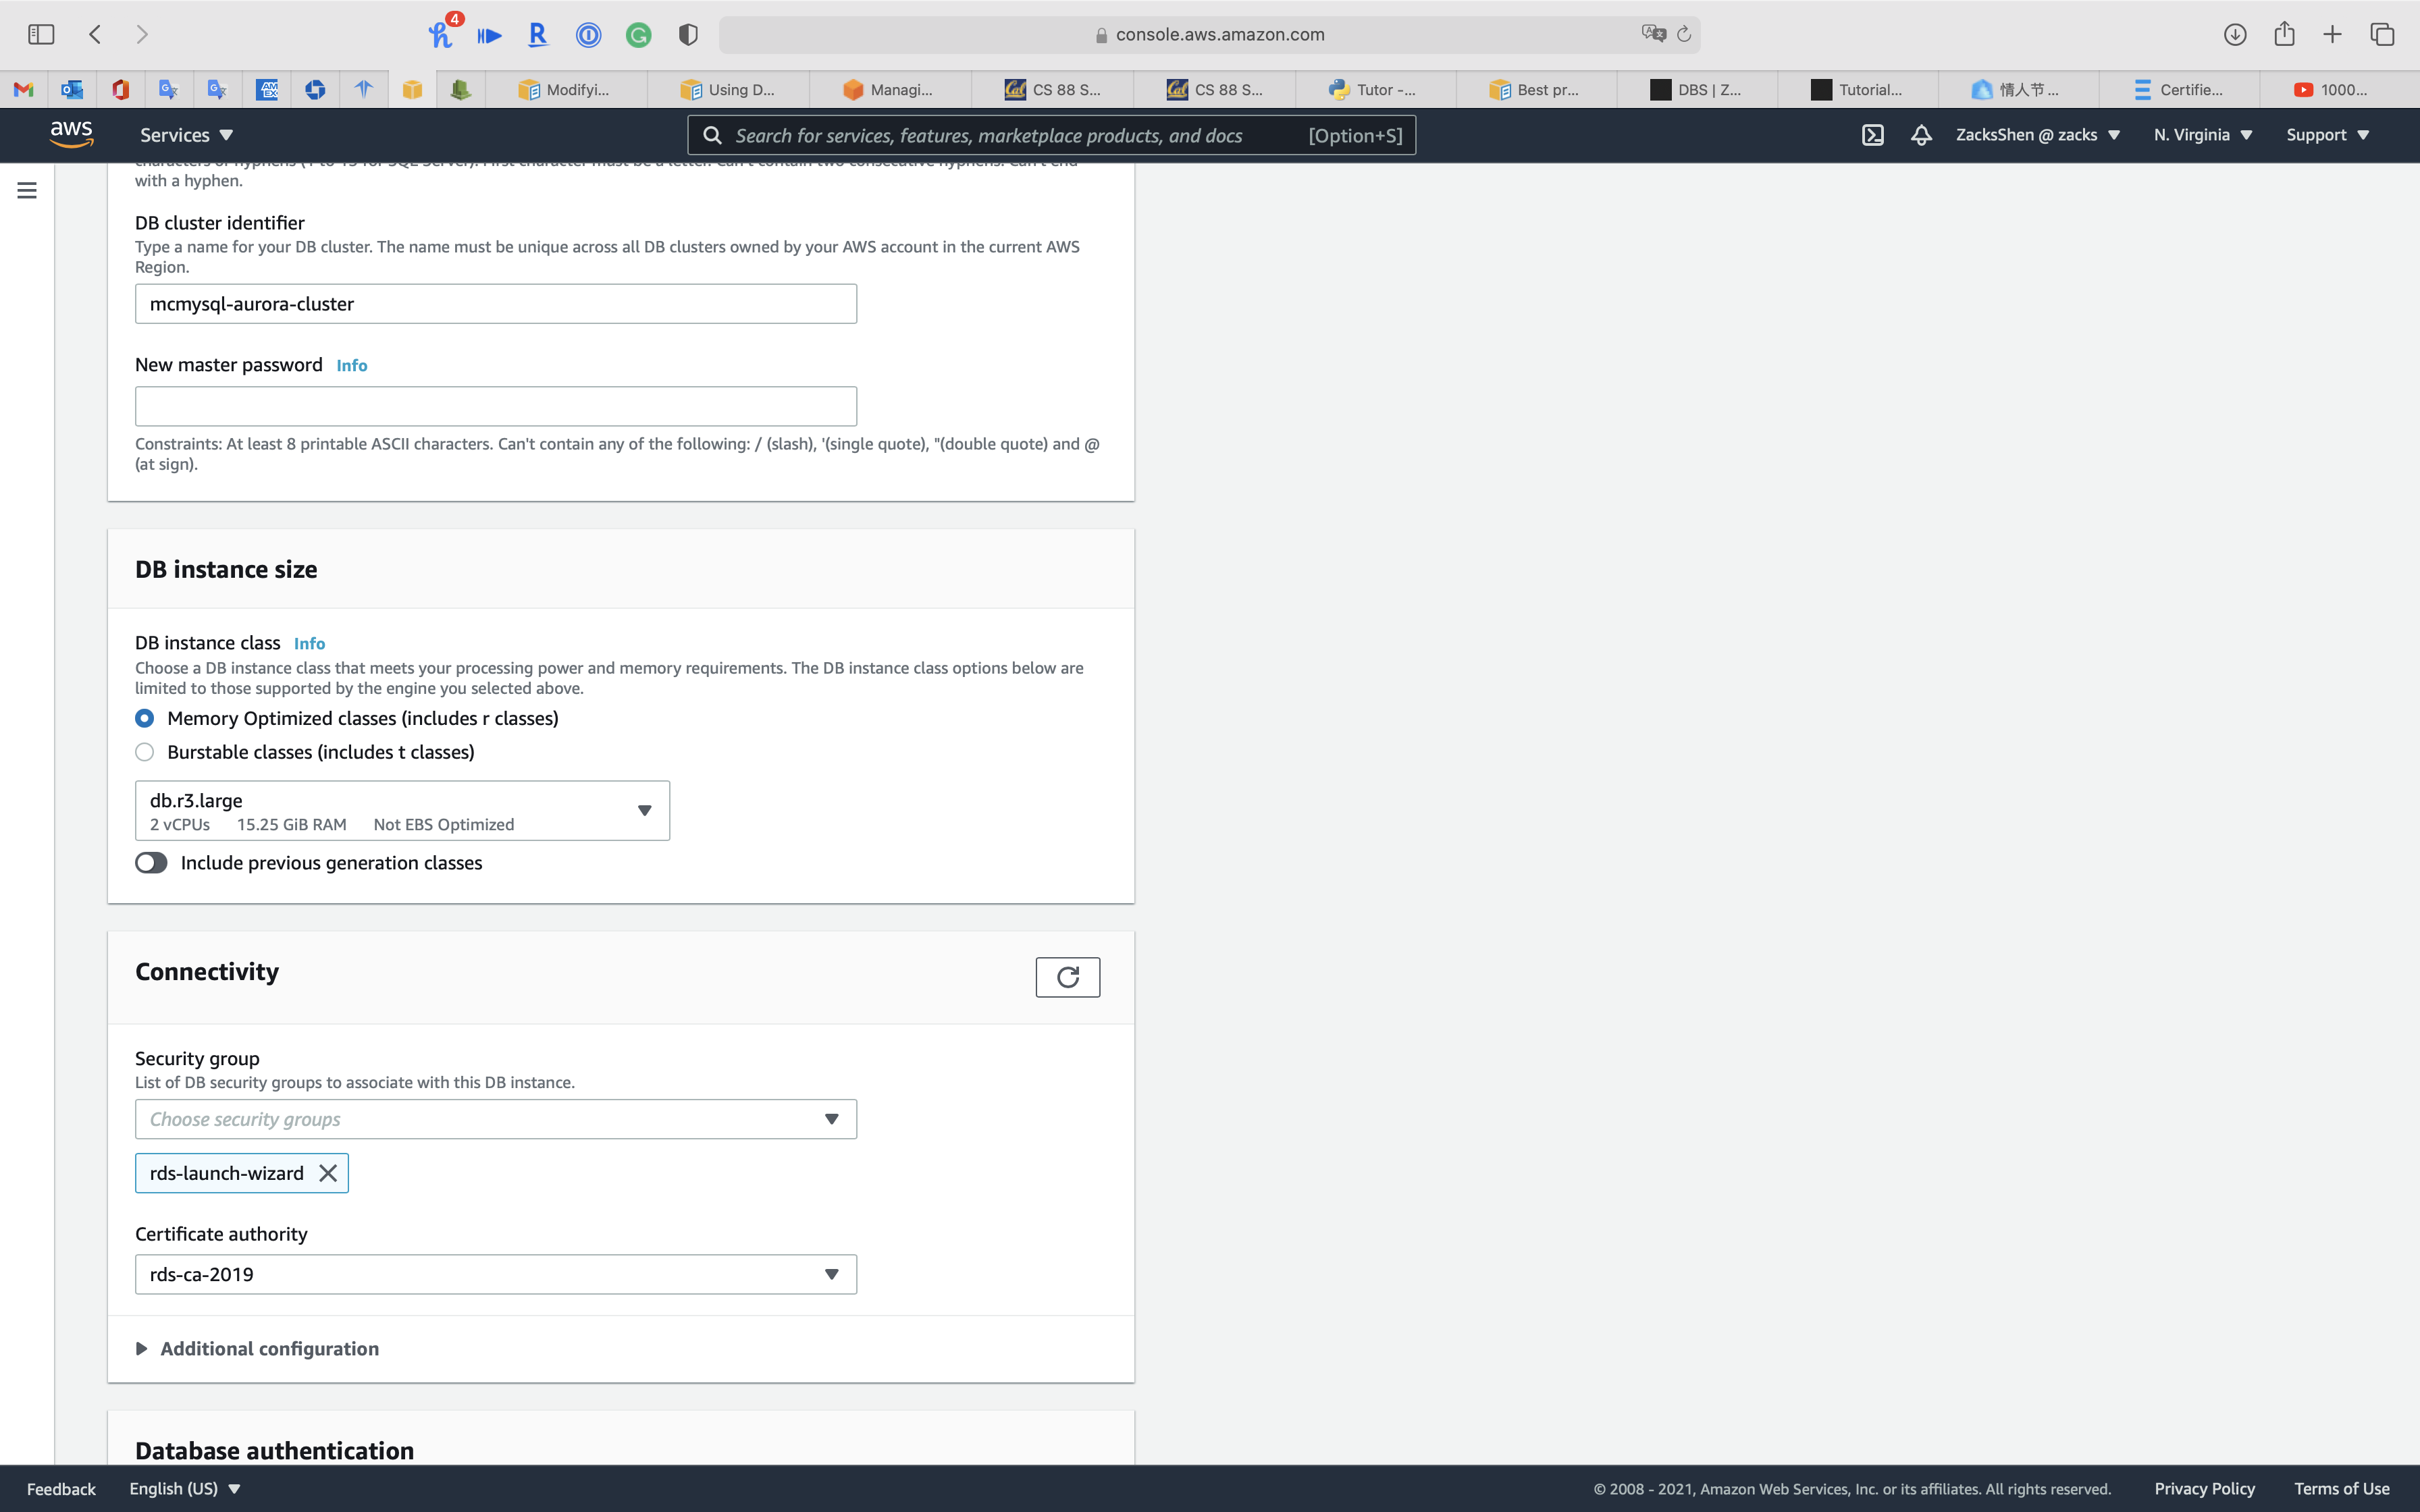 4
console.aws.amazon.com
Modifyi...
Using D...
Managi...
CS 88 S...
CS 88 S...
Tutor -...
Best pr...
DBS | Z...
Tutorial...
情人节 ...
Certifie...
1000...
aws
Services
Search for services, features, marketplace products, and docs
[Option+S]
ZacksShen @ zacks
N. Virginia
Support
with a hyphen.
DB cluster identifier
Type a name for your DB cluster. The name must be unique across all DB clusters owned by your AWS account in the current AWS
Region.
mcmysql-aurora-cluster
New master password Info
Constraints: At least 8 printable ASCII characters. Can't contain any of the following: / (slash), '(single quote), "(double quote) and @
(at sign).
DB instance size
DB instance class Info
Choose a DB instance class that meets your processing power and memory requirements. The DB instance class options below are
limited to those supported by the engine you selected above.
Memory Optimized classes (includes r classes)
Burstable classes (includes t classes)
db.r3.large
2 vCPUs 15.25 GiB RAM Not EBS Optimized
Include previous generation classes
Connectivity
Security group
List of DB security groups to associate with this DB instance.
Choose security groups
rds-launch-wizard
Certificate authority
rds-ca-2019
Additional configuration
Database authentication
Feedback
English (US)
© 2008 - 2021, Amazon Web Services, Inc. or its affiliates. All rights reserved.
Privacy Policy
Terms of Use